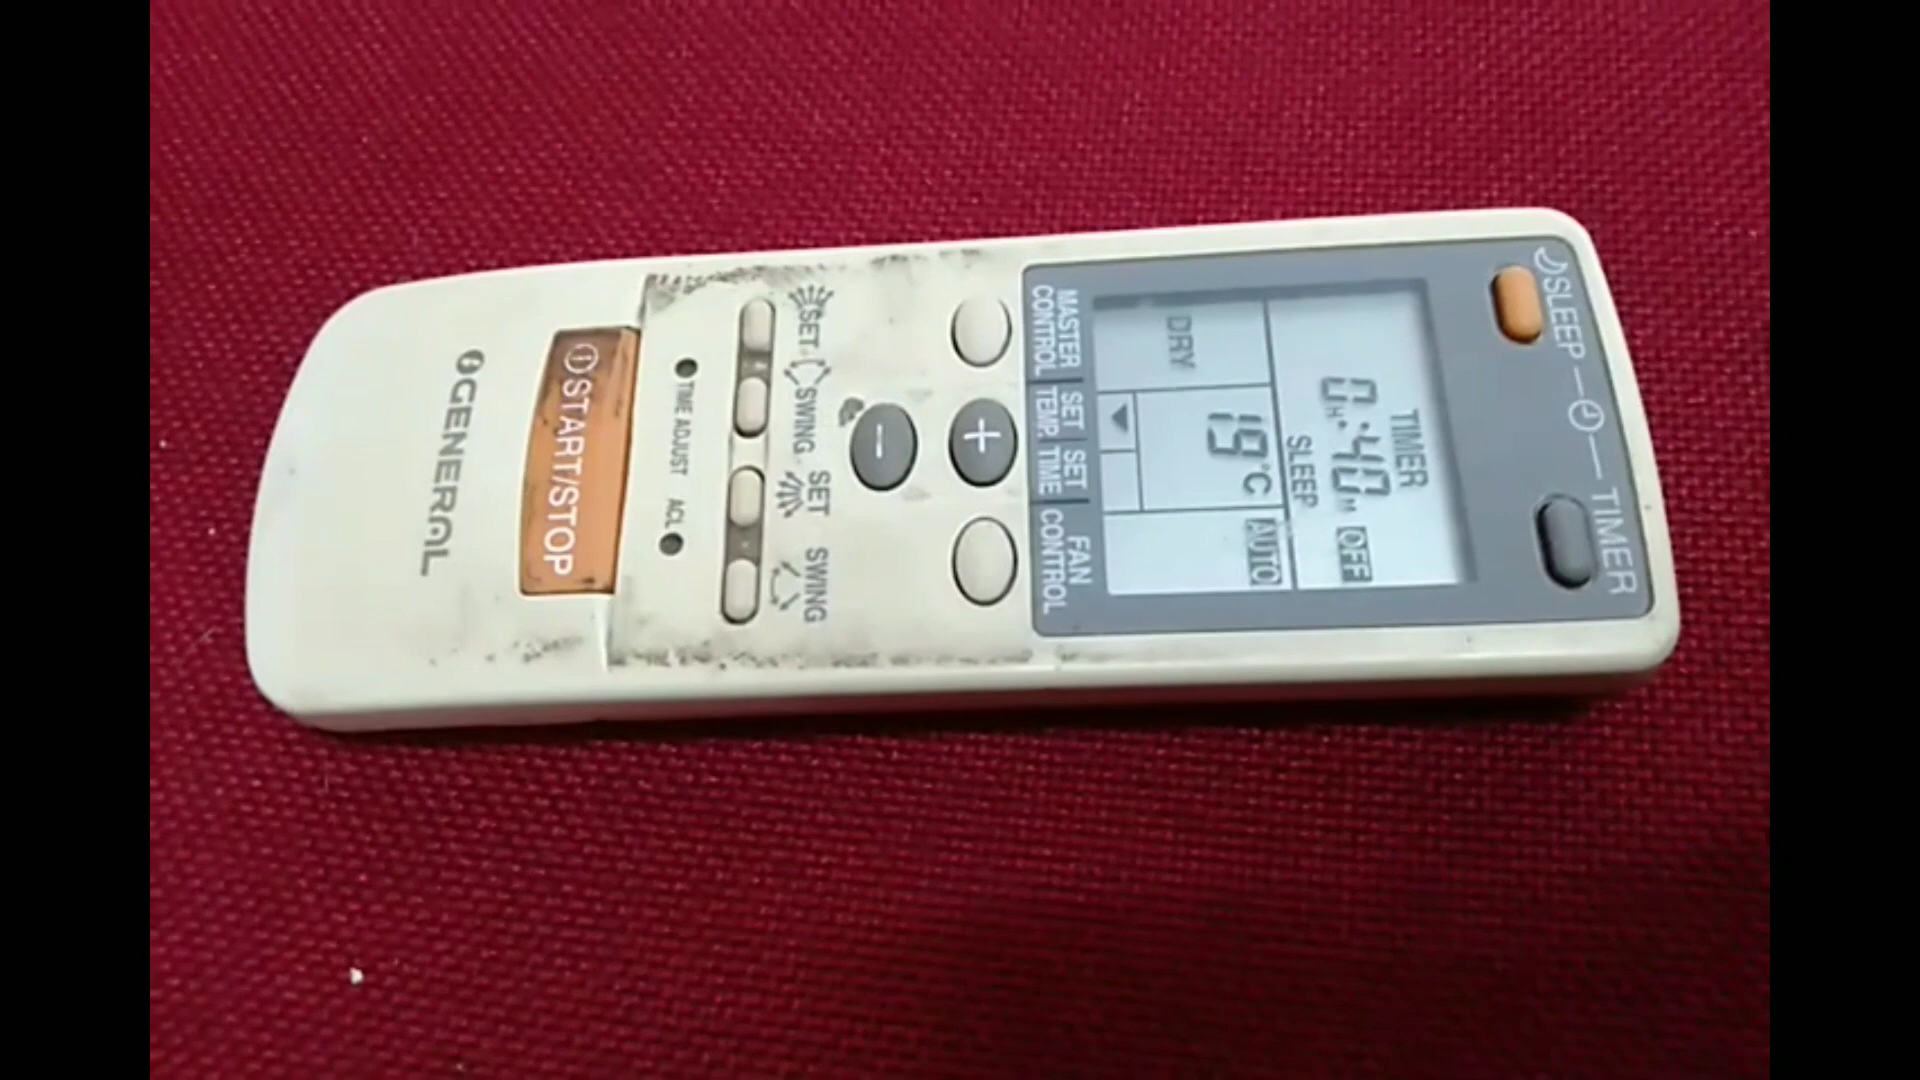 SLEEP
TIMER
TIMER
0H:40M OFF
SLEEP
DRY
19°C
AUTO
MASTER CONTROL
SET TEMP.
SET TIME
FAN CONTROL
+
-
SET
SWING
SET
SWING
TIME ADJUST
ACL
START/STOP
GENERAL